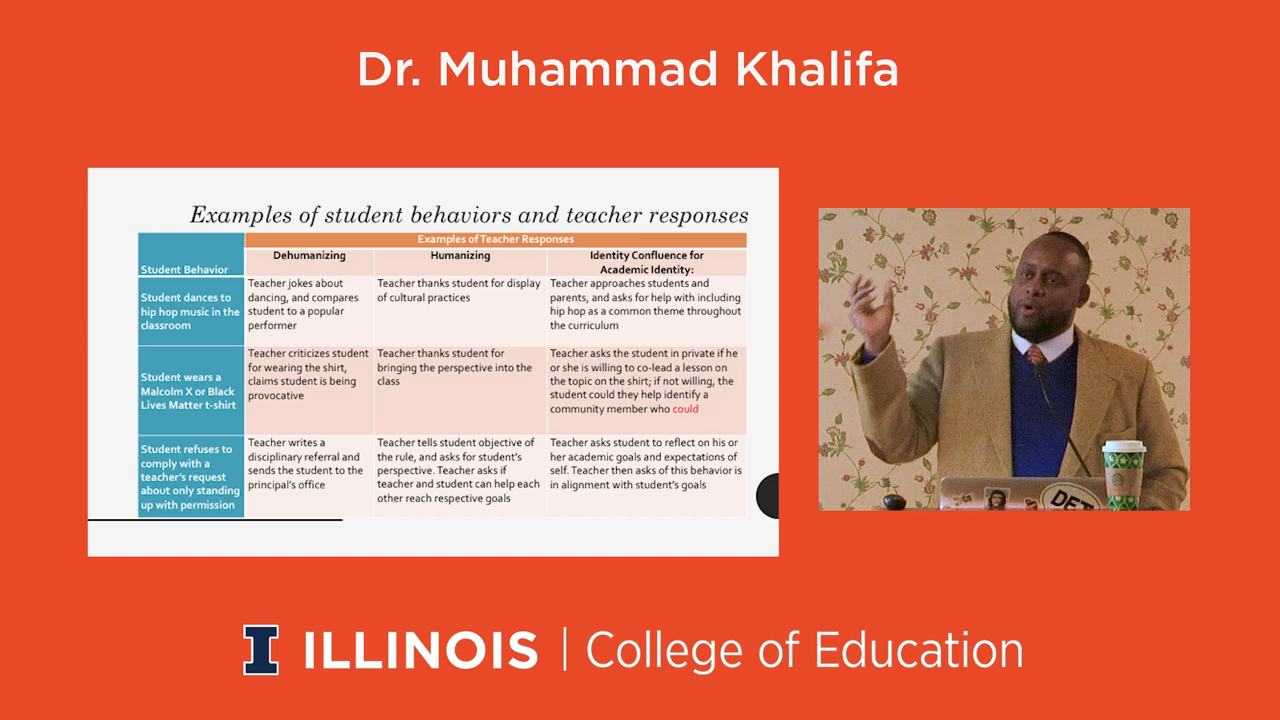 Dr. Muhammad Khalifa
Examples of student behaviors and teacher responses
Student Behavior
Examples of Teacher Responses
Dehumanizing
Humanizing
Identity Confluence for
Academic Identity:
Student dances to
hip hop music in the
classroom
Teacher jokes about
dancing, and compares
student to a popular
performer
Teacher thanks student for display
of cultural practices
Teacher approaches students and
parents, and asks for help with including
hip hop as a common theme throughout
the curriculum
Student wears a
Malcolm X or Black
Lives Matter t-shirt
Teacher criticizes student
for wearing the shirt,
claims student is being
provocative
Teacher thanks student for
bringing the perspective into the
class
Teacher asks the student in private if he
or she is willing to co-lead a lesson on
the topic on the shirt; if not willing, the
student could they help identify a
community member who could
Student refuses to
comply with a
teacher's request
about only standing
up with permission
Teacher writes a
disciplinary referral and
sends the student to the
principal's office
Teacher tells student objective of
the rule, and asks for student's
perspective. Teacher asks if
teacher and student can help each
other reach respective goals
Teacher asks student to reflect on his or
her academic goals and expectations of
self. Teacher then asks of this behavior is
in alignment with student's goals
DET
I ILLINOIS | College of Education